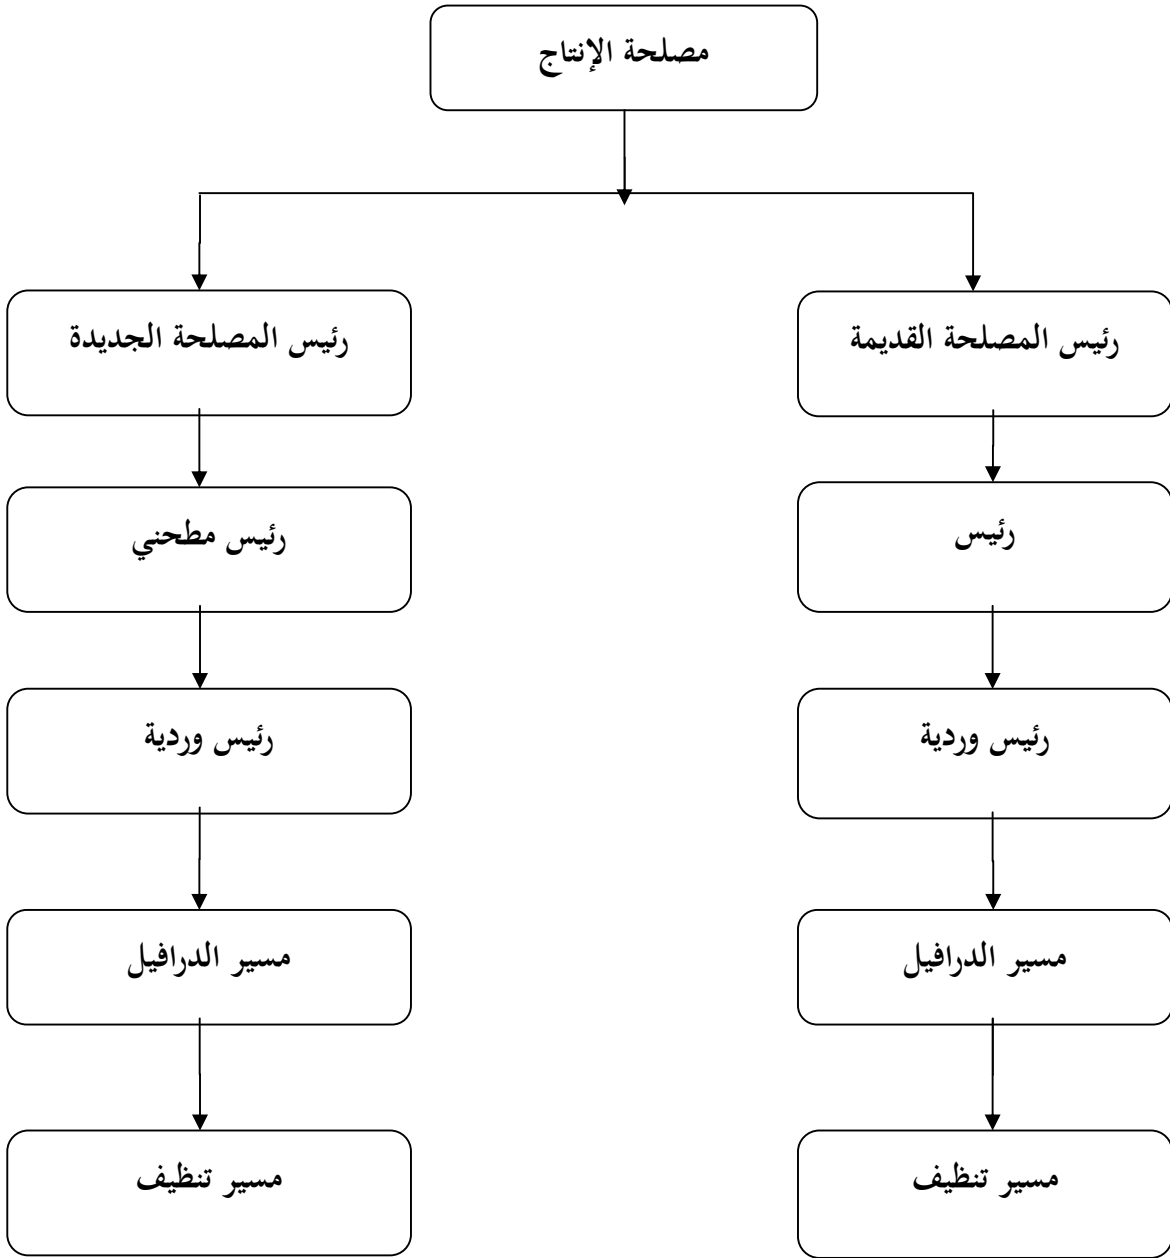 مصلحة الإنتاج
رئيس المصلحة القديمة
رئيس المصلحة الجديدة
رئيس
رئيس مطحني
رئيس وردية
رئيس وردية
مسير الدرافيل
مسير الدرافيل
مسير تنظيف
مسير تنظيف